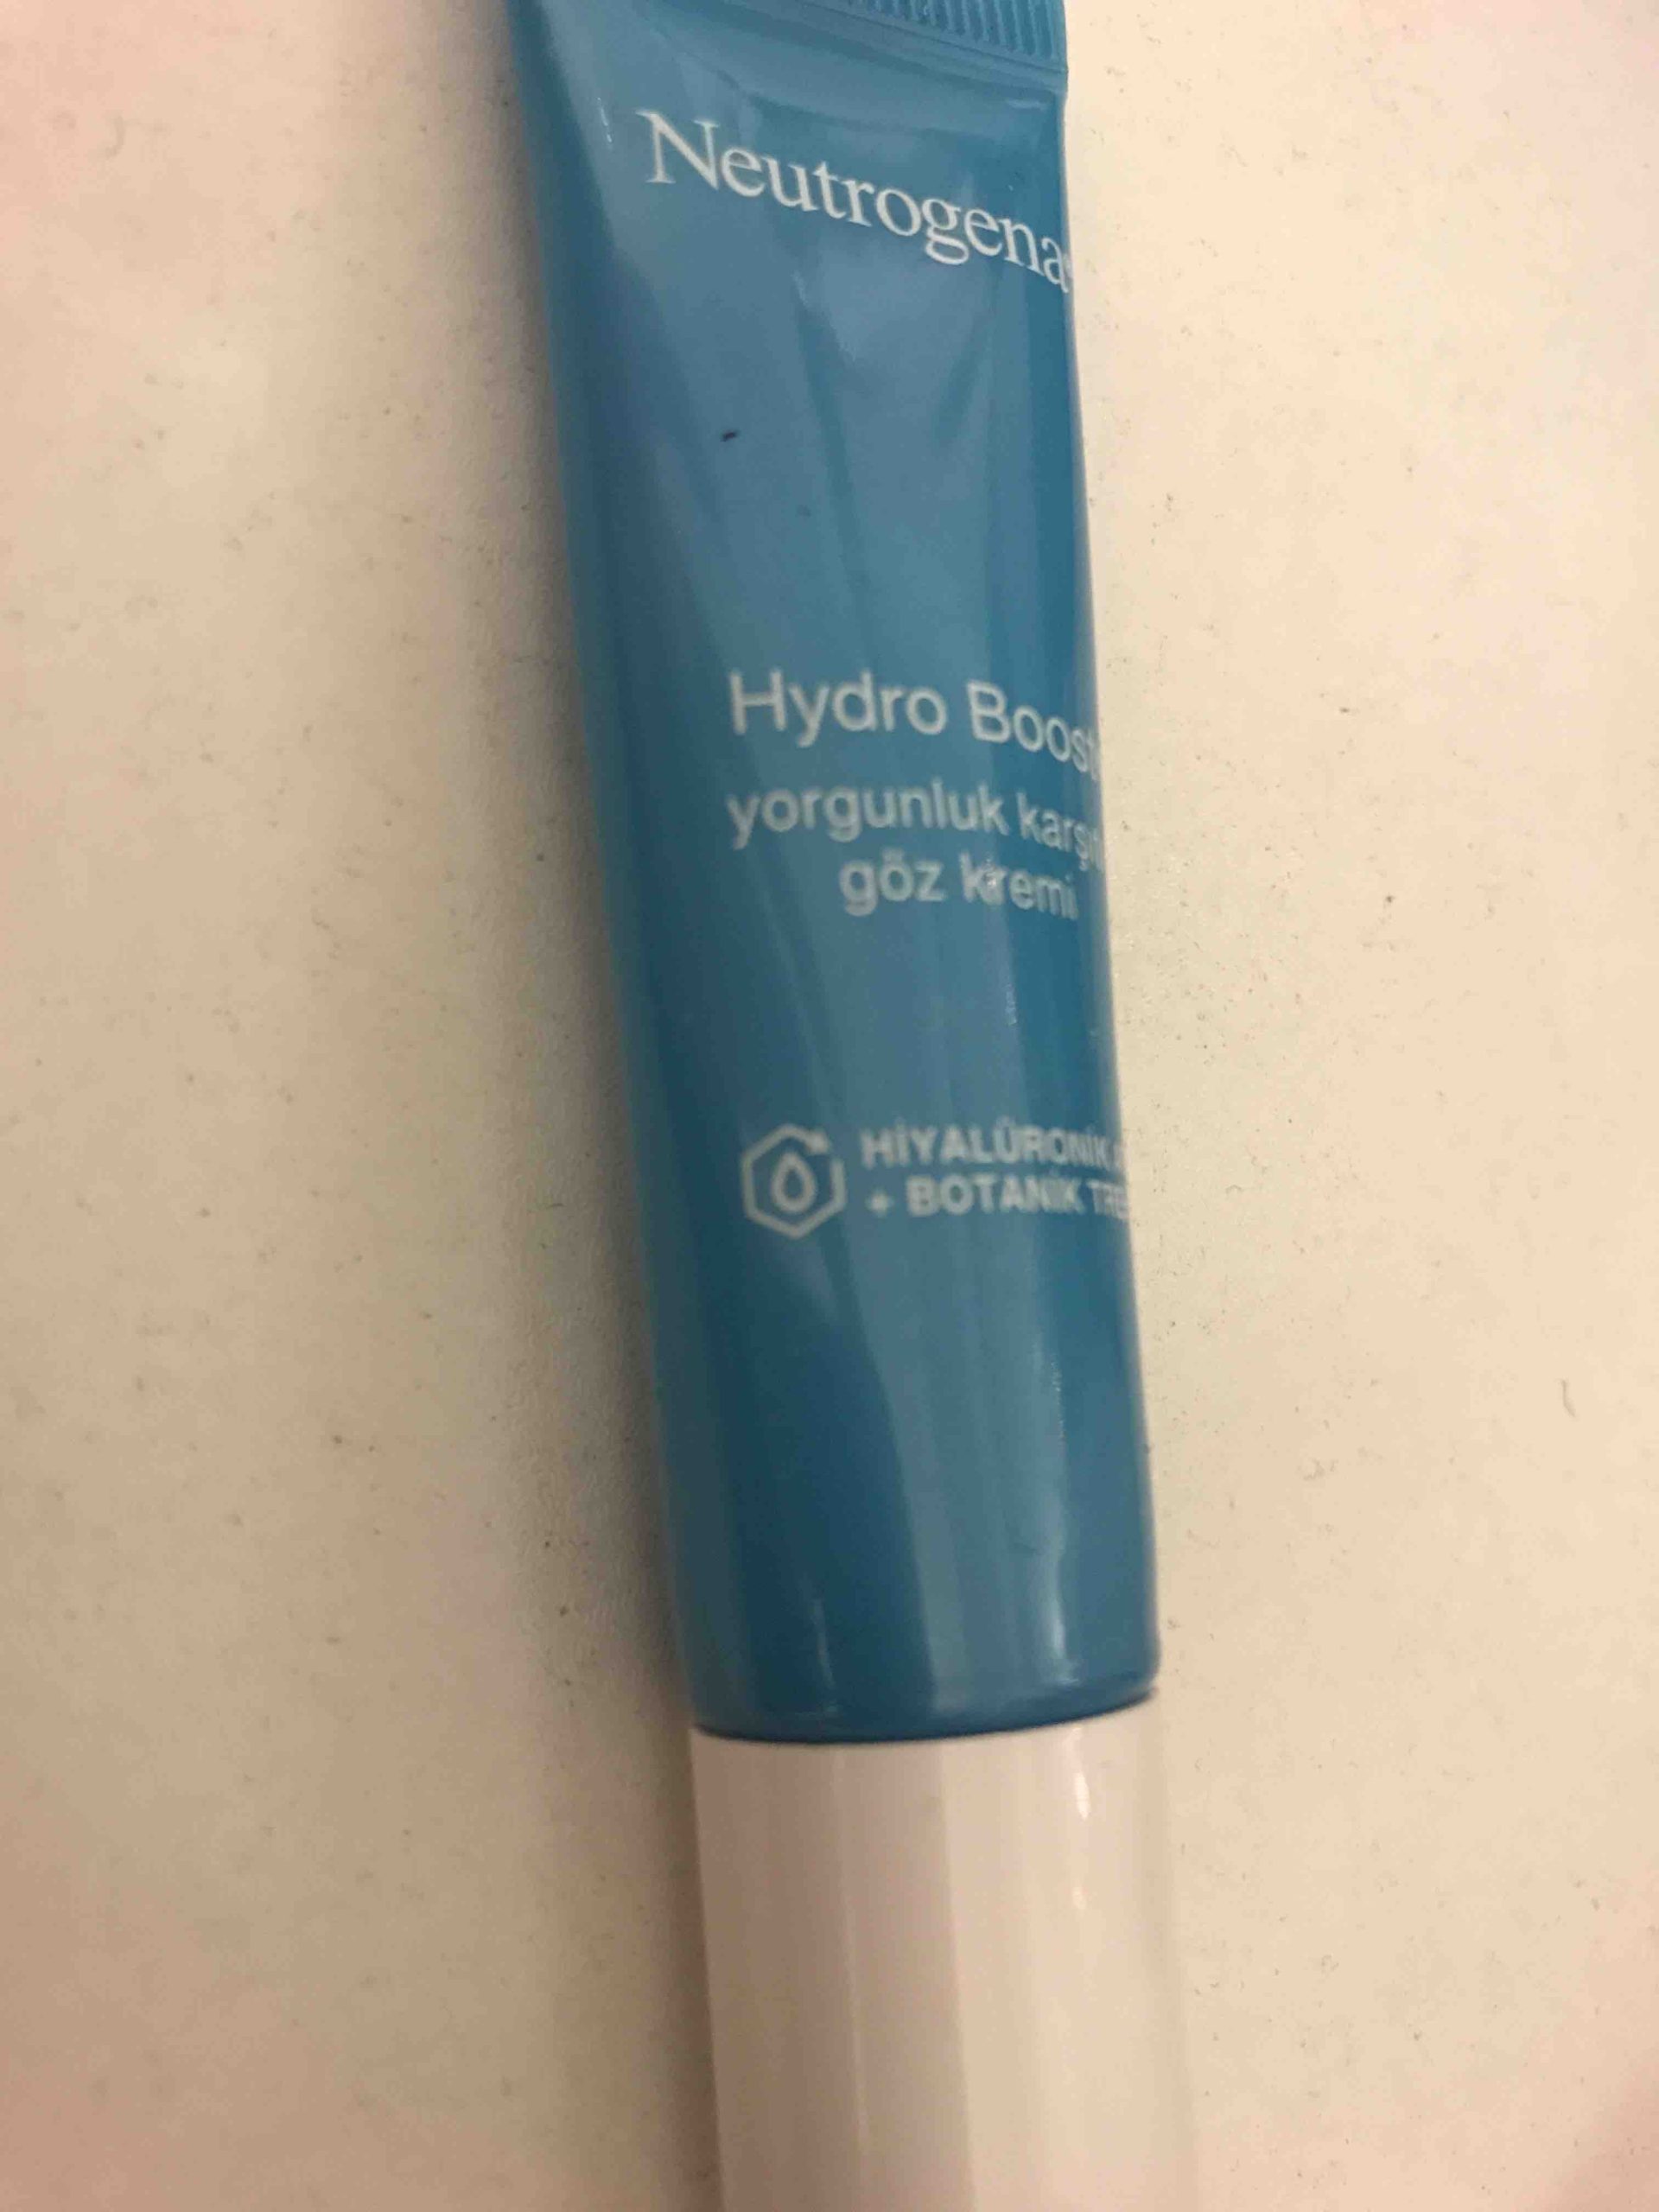 Neutrogena
Hydro Boost
yorgunluk karşıtı
göz kremi
HİYALÜRONİK
+ BOTANİK